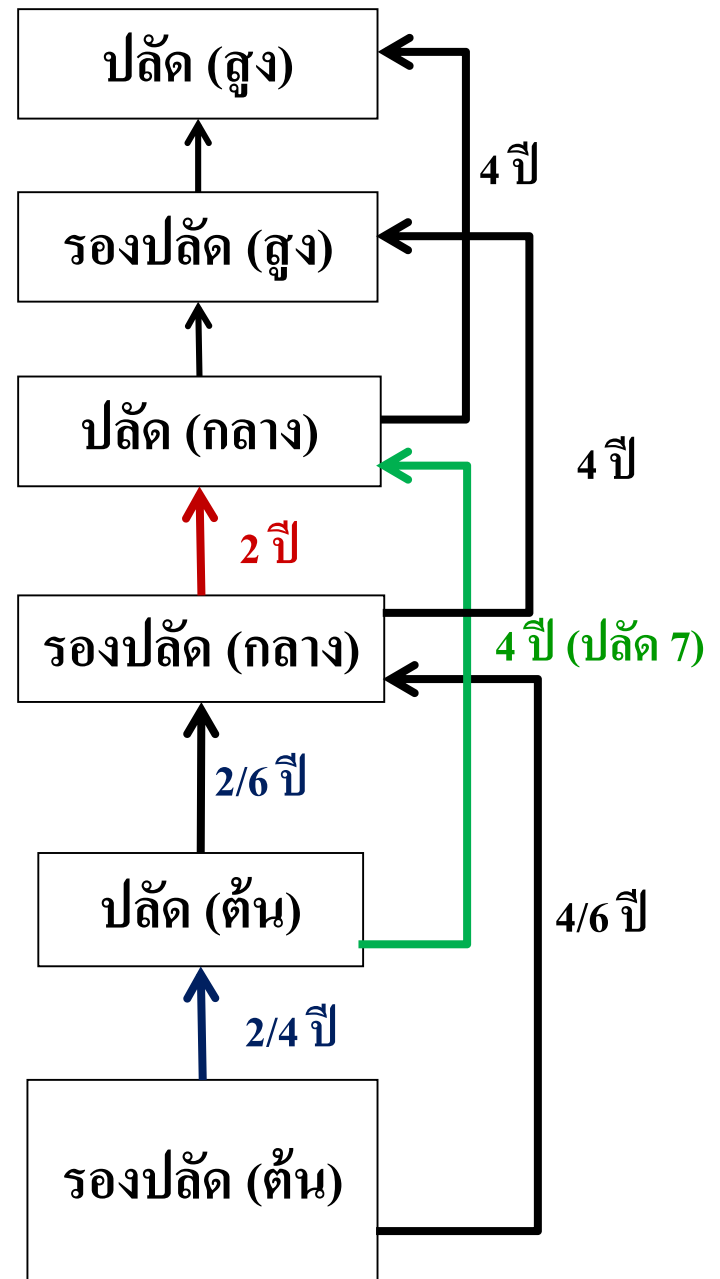 ปลัด (สูง)
4 ปี
รองปลัด (สูง)
ปลัด (กลาง)
4 ปี
2 ปี
รองปลัด (กลาง)
4 ปี (ปลัด 7)
2/6 ปี
ปลัด (ต้น)
4/6 ปี
2/4 ปี
รองปลัด (ต้น)